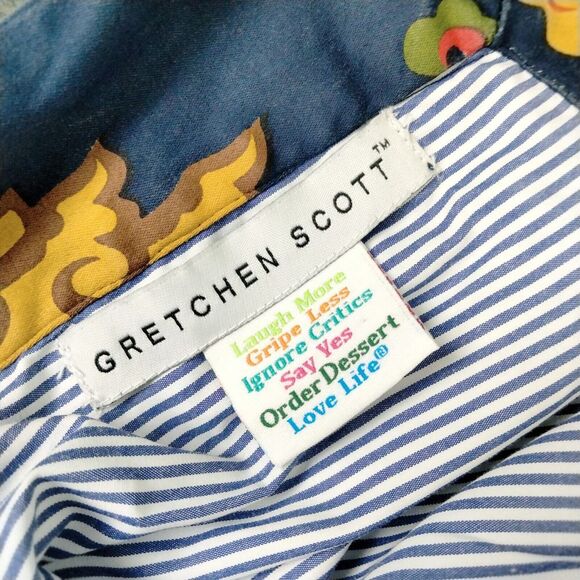 GRETCHEN SCOTT™
Laugh More
Gripe Less
Ignore Critics
Say Yes
Order Dessert
Love Life®